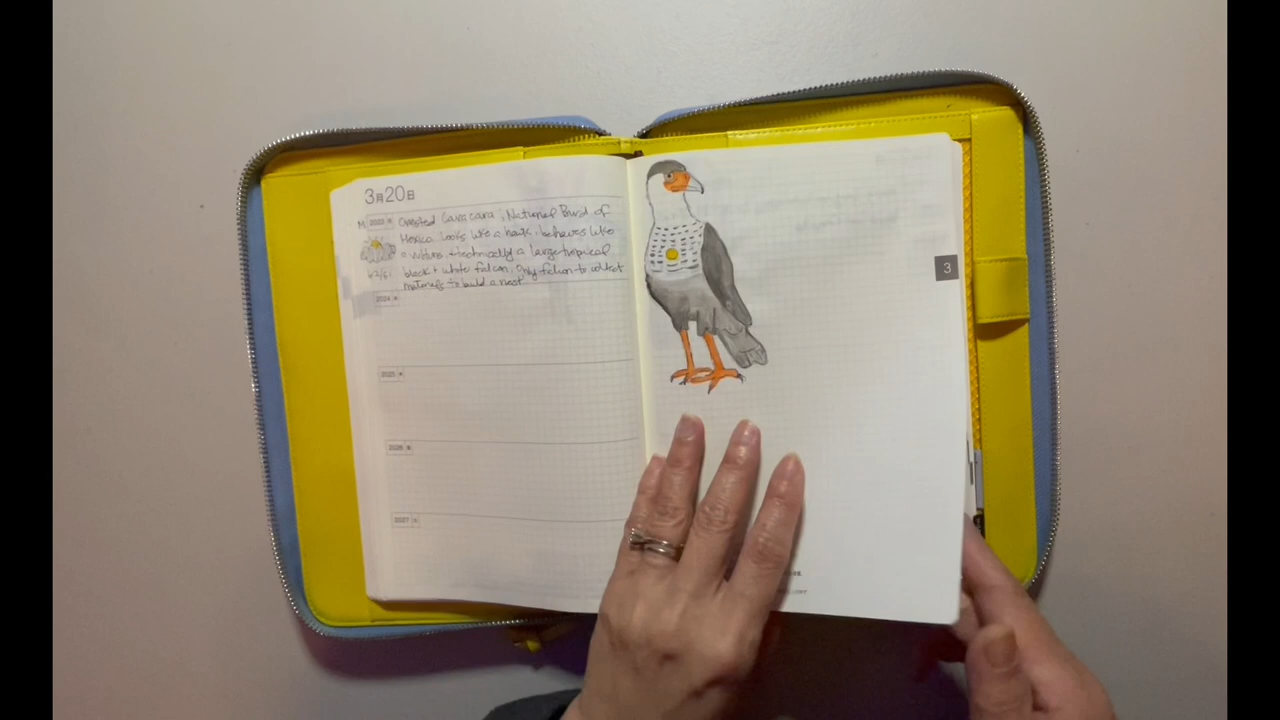 3月20日
M 2023
Crested Caracara, National Bird of
Mexico. Looks like a hawk, behaves like
a vulture, + technically a large tropical
black + white falcon. Only falcon to collect
materials to build a nest
2024
2025
2026
2027
3